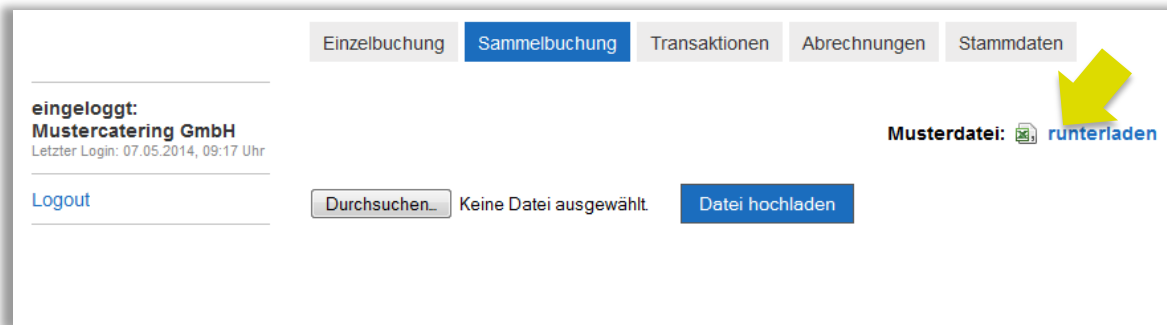 Einzelbuchung Sammelbuchung Transaktionen Abrechnungen Stammdaten
eingeloggt:
Mustercatering GmbH
Letzter Login: 07.05.2014, 09:17 Uhr
Musterdatei: runterladen
Logout
Durchsuchen… Keine Datei ausgewählt. Datei hochladen